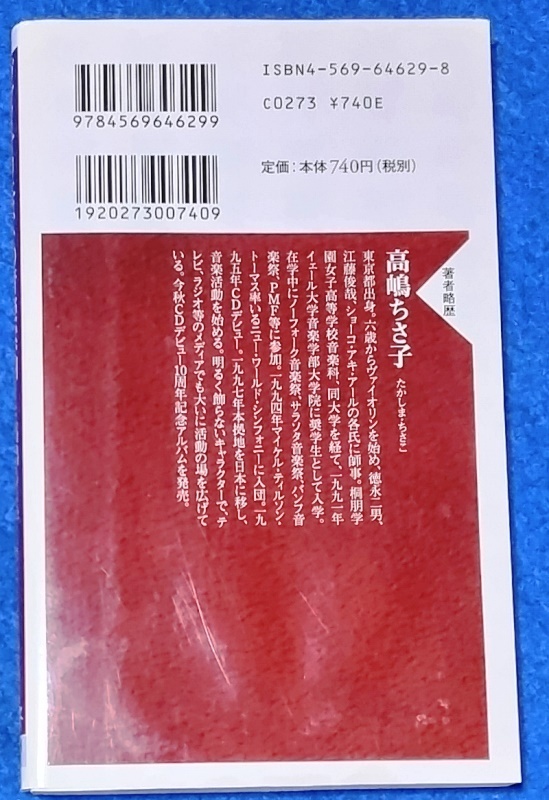 ISBN4-569-64629-8
C0273 ¥740E
9784569646299
定価：本体740円（税別）
1920273007409
著者略歴
高嶋ちさ子 たかしま・ちさこ
東京都出身。六歳からヴァイオリンを始め、徳永二男、
江藤俊哉、ショーコ・アキ・アールの各氏に師事。桐朋学
園女子高等学校音楽科、同大学を経て、一九九一年
イェール大学音楽学部大学院に奨学生として入学。
在学中にノーフォーク音楽祭、サラソタ音楽祭、バンフ音
楽祭、PMF等に参加。一九九四年マイケル・ティルソン・
トーマス率いるニュー・ワールド・シンフォニーに入団。一九
九五年CDデビュー。一九九七年本拠地を日本に移し、
音楽活動を始める。明るく飾らないキャラクターで、テ
レビ、ラジオ等のメディアでも大いに活動の場を広げて
いる。今秋CDデビュー10周年記念アルバムを発売。